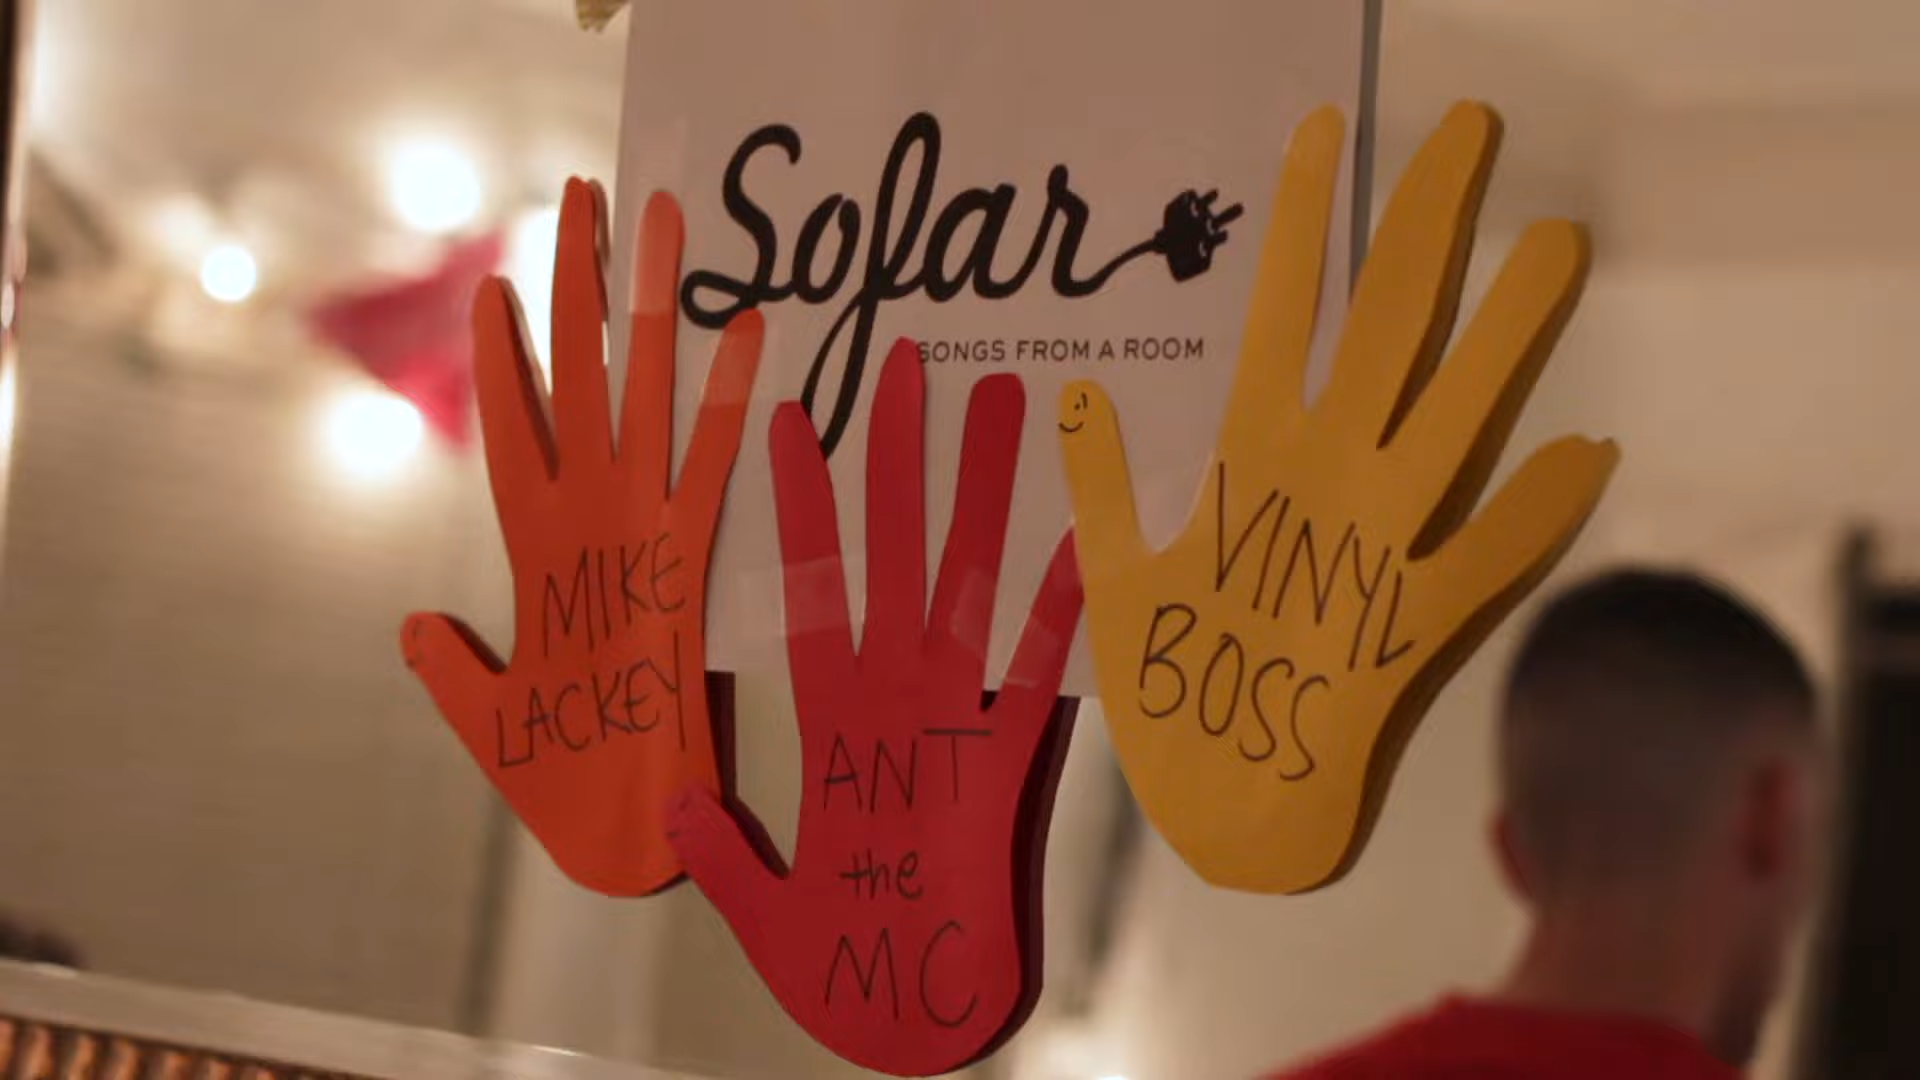 Sofar
SONGS FROM A ROOM
MIKE
LACKEY
ANT
the
MC
VINYL
BOSS